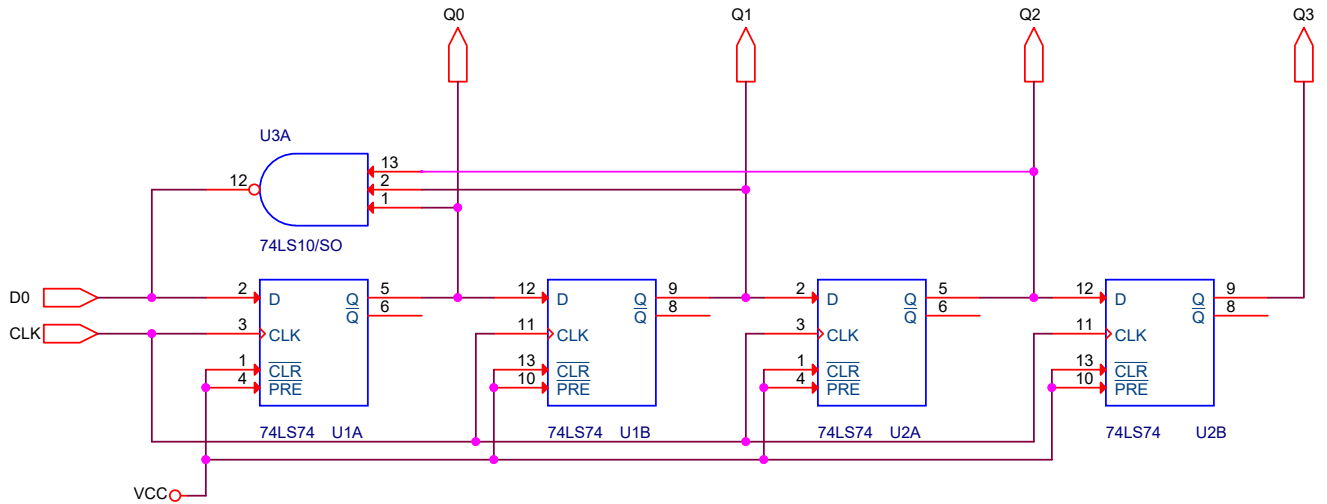 Q0 Q1 Q2 Q3
U3A
13
12 2
1
74LS10/SO
D0 2 D Q 5 12 D Q 9 2 D Q 5 12 D Q 9
Q 6 Q 8 Q 6 Q 8
CLK 3 CLK 11 CLK 3 CLK 11 CLK
1 CLR 13 CLR 1 CLR 13 CLR
4 PRE 10 PRE 4 PRE 10 PRE
74LS74 U1A 74LS74 U1B 74LS74 U2A 74LS74 U2B
VCC